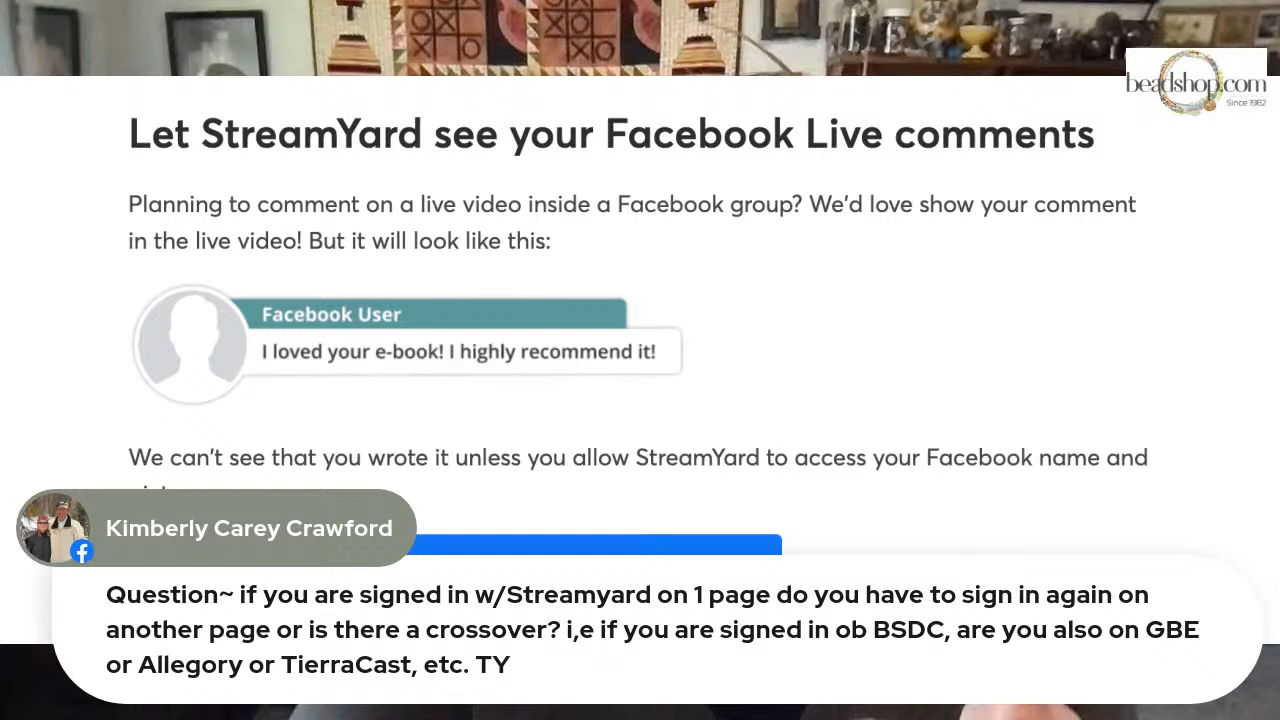 beadshop.com
Since 1982
Let StreamYard see your Facebook Live comments
Planning to comment on a live video inside a Facebook group? We'd love show your comment
in the live video! But it will look like this:
Facebook User
I loved your e-book! I highly recommend it!
We can't see that you wrote it unless you allow StreamYard to access your Facebook name and
Kimberly Carey Crawford
Question~ if you are signed in w/Streamyard on 1 page do you have to sign in again on
another page or is there a crossover? i,e if you are signed in ob BSDC, are you also on GBE
or Allegory or TierraCast, etc. TY